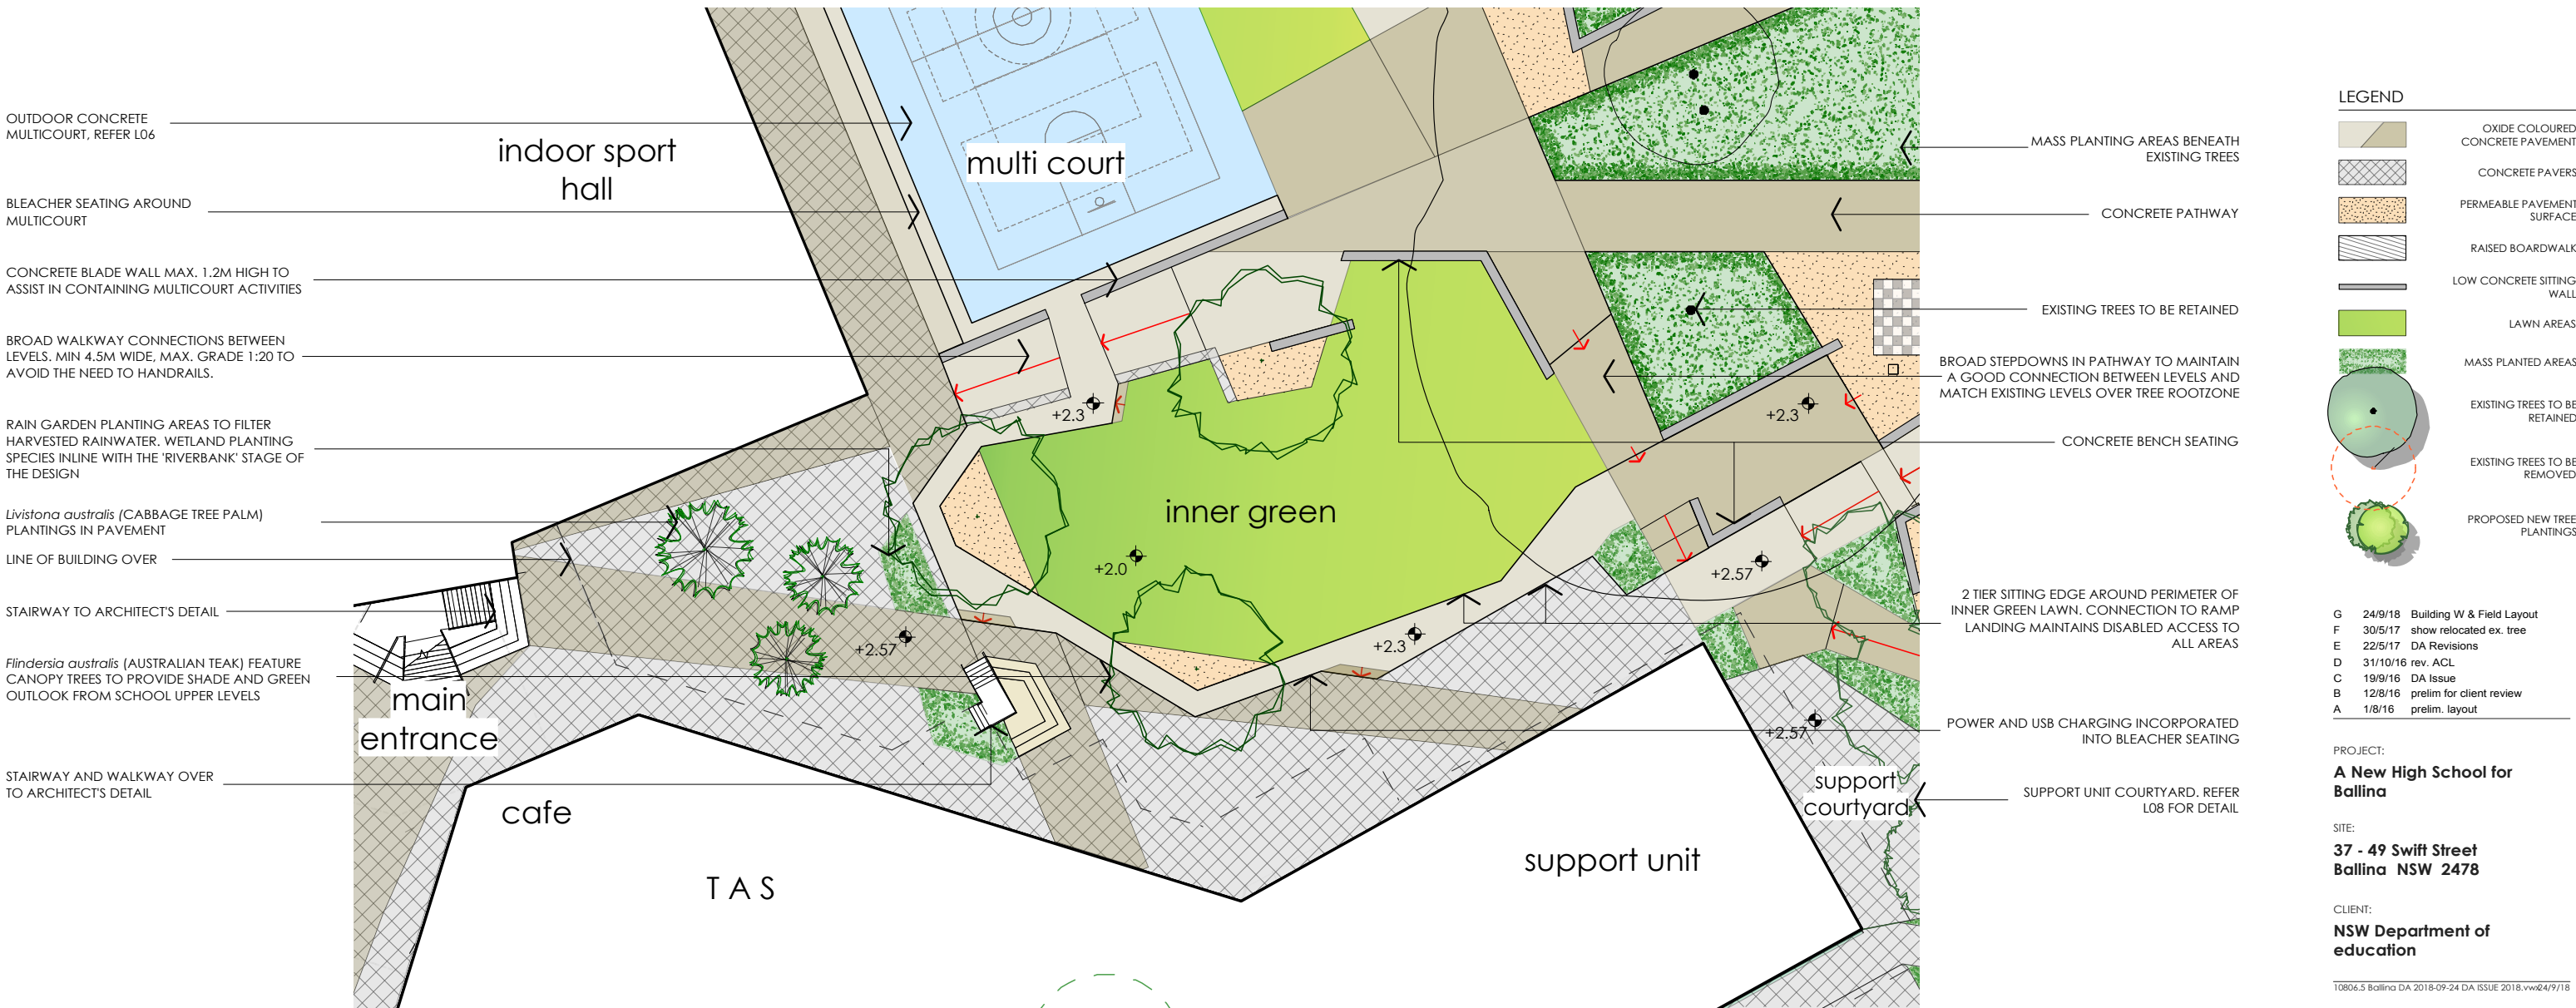 OUTDOOR CONCRETE
MULTICOURT, REFER L06
BLEACHER SEATING AROUND
MULTICOURT
CONCRETE BLADE WALL MAX. 1.2M HIGH TO
ASSIST IN CONTAINING MULTICOURT ACTIVITIES
BROAD WALKWAY CONNECTIONS BETWEEN
LEVELS. MIN 4.5M WIDE, MAX. GRADE 1:20 TO
AVOID THE NEED TO HANDRAILS.
RAIN GARDEN PLANTING AREAS TO FILTER
HARVESTED RAINWATER. WETLAND PLANTING
SPECIES INLINE WITH THE 'RIVERBANK' STAGE OF
THE DESIGN
Livistona australis (CABBAGE TREE PALM)
PLANTINGS IN PAVEMENT
LINE OF BUILDING OVER
STAIRWAY TO ARCHITECT'S DETAIL
Flindersia australis (AUSTRALIAN TEAK) FEATURE
CANOPY TREES TO PROVIDE SHADE AND GREEN
OUTLOOK FROM SCHOOL UPPER LEVELS
STAIRWAY AND WALKWAY OVER
TO ARCHITECT'S DETAIL
indoor sport
hall
multi court
inner green
+2.3
+2.0
+2.57
+2.3
+2.3
+2.57
+2.57
N
main
entrance
cafe
T A S
support unit
support
courtyard
MASS PLANTING AREAS BENEATH
EXISTING TREES
CONCRETE PATHWAY
EXISTING TREES TO BE RETAINED
BROAD STEPDOWNS IN PATHWAY TO MAINTAIN
A GOOD CONNECTION BETWEEN LEVELS AND
MATCH EXISTING LEVELS OVER TREE ROOTZONE
CONCRETE BENCH SEATING
2 TIER SITTING EDGE AROUND PERIMETER OF
INNER GREEN LAWN. CONNECTION TO RAMP
LANDING MAINTAINS DISABLED ACCESS TO
ALL AREAS
POWER AND USB CHARGING INCORPORATED
INTO BLEACHER SEATING
SUPPORT UNIT COURTYARD. REFER
L08 FOR DETAIL
LEGEND
OXIDE COLOURED
CONCRETE PAVEMENT
CONCRETE PAVERS
PERMEABLE PAVEMENT
SURFACE
RAISED BOARDWALK
LOW CONCRETE SITTING
WALL
LAWN AREAS
MASS PLANTED AREAS
EXISTING TREES TO BE
RETAINED
EXISTING TREES TO BE
REMOVED
PROPOSED NEW TREE
PLANTINGS
G 24/9/18 Building W & Field Layout
F 30/5/17 show relocated ex. tree
E 22/5/17 DA Revisions
D 31/10/16 rev. ACL
C 19/9/16 DA Issue
B 12/8/16 prelim for client review
A 1/8/16 prelim. layout
PROJECT:
A New High School for
Ballina
SITE:
37 - 49 Swift Street
Ballina NSW 2478
CLIENT:
NSW Department of
education
10806.5 Ballina DA 2018-09-24 DA ISSUE 2018.vwx24/9/18